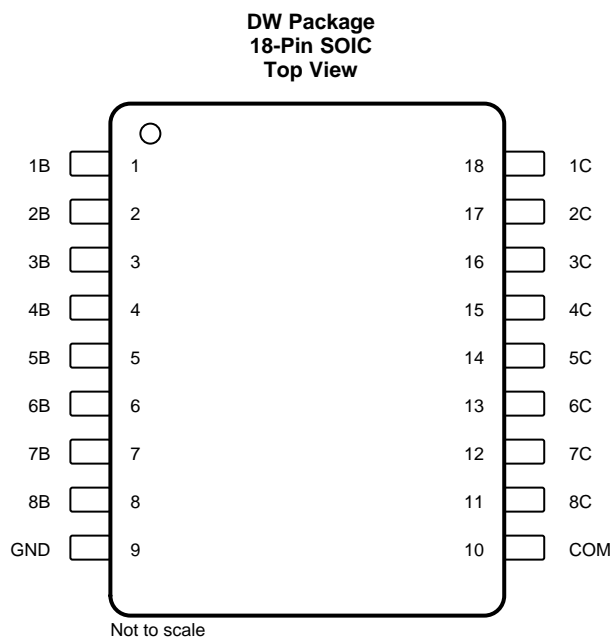 DW Package
18-Pin SOIC
Top View
1B 1 18 1C
2B 2 17 2C
3B 3 16 3C
4B 4 15 4C
5B 5 14 5C
6B 6 13 6C
7B 7 12 7C
8B 8 11 8C
GND 9 10 COM
Not to scale